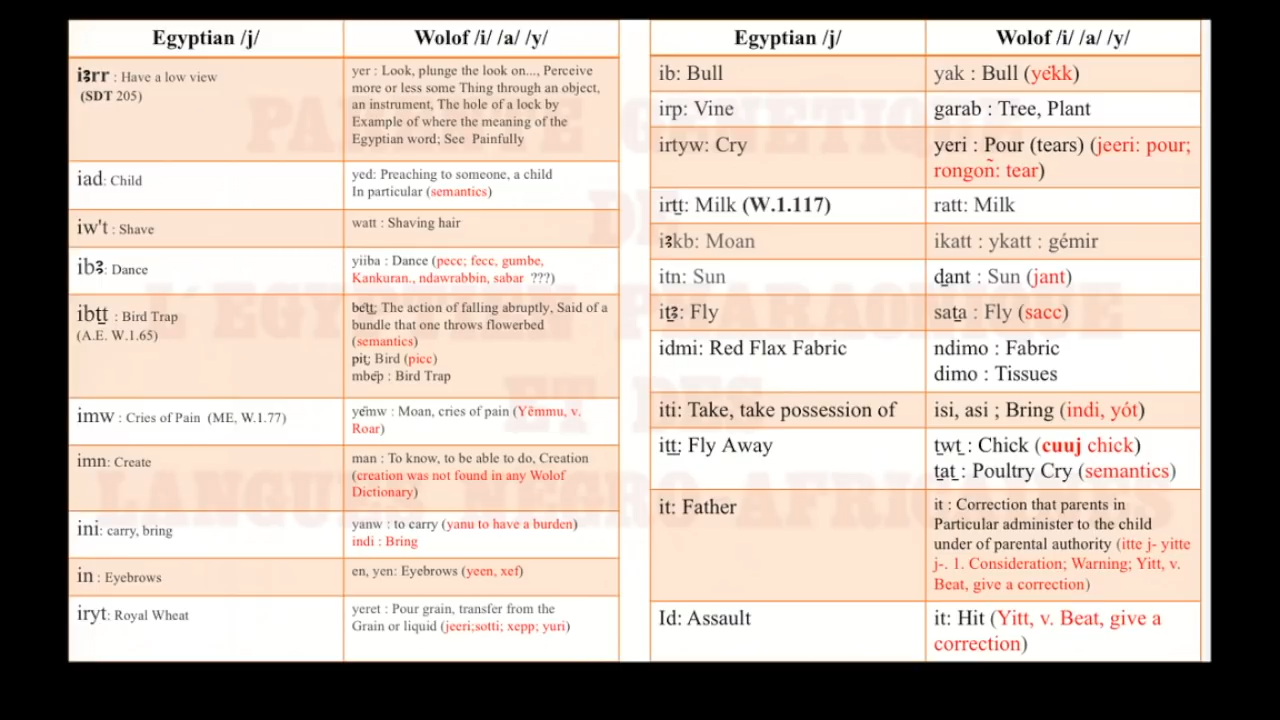 Egyptian /j/
Wolof /i/ /a/ /y/
iȝrr : Have a low view
(SDT 205)
yer : Look, plunge the look on..., Perceive
more or less some Thing through an object,
an instrument, The hole of a lock by
Example of where the meaning of the
Egyptian word; See Painfully
iad: Child
yed: Preaching to someone, a child
In particular (semantics)
iw't : Shave
watt : Shaving hair
ibȝ: Dance
yiiba : Dance (pecc; fecc, gumbe,
Kankuran., ndawrabbin, sabar ???)
ibṯṯ : Bird Trap
(A.E. W.1.65)
béṯṯ: The action of falling abruptly, Said of a
bundle that one throws flowerbed
(semantics)
piṯ: Bird (picc)
mbép : Bird Trap
imw : Cries of Pain (ME, W.1.77)
yémw : Moan, cries of pain (Yëmmu, v.
Roar)
imn: Create
man : To know, to be able to do, Creation
(creation was not found in any Wolof
Dictionary)
ini: carry, bring
yanw : to carry (yanu to have a burden)
indi : Bring
in : Eyebrows
en, yen: Eyebrows (yeen, xef)
iryt: Royal Wheat
yeret : Pour grain, transfer from the
Grain or liquid (jeeri;sotti; xepp; yuri)
Egyptian /j/
Wolof /i/ /a/ /y/
ib: Bull
yak : Bull (yékk)
irp: Vine
garab : Tree, Plant
irtyw: Cry
yeri : Pour (tears) (jeeri: pour;
rongoñ: tear)
irṯṯ: Milk (W.1.117)
ratt: Milk
iȝkb: Moan
ikatt : ykatt : gémir
itn: Sun
ḏant : Sun (jant)
iṯȝ: Fly
saṯa : Fly (sacc)
idmi: Red Flax Fabric
ndimo : Fabric
dimo : Tissues
iti: Take, take possession of
isi, asi ; Bring (indi, yót)
iṯṯ: Fly Away
ṯwṯ : Chick (cuuj chick)
ṯaṯ : Poultry Cry (semantics)
it: Father
it : Correction that parents in
Particular administer to the child
under of parental authority (itte j- yitte
j-. 1. Consideration; Warning; Yitt, v.
Beat, give a correction)
Id: Assault
it: Hit (Yitt, v. Beat, give a
correction)